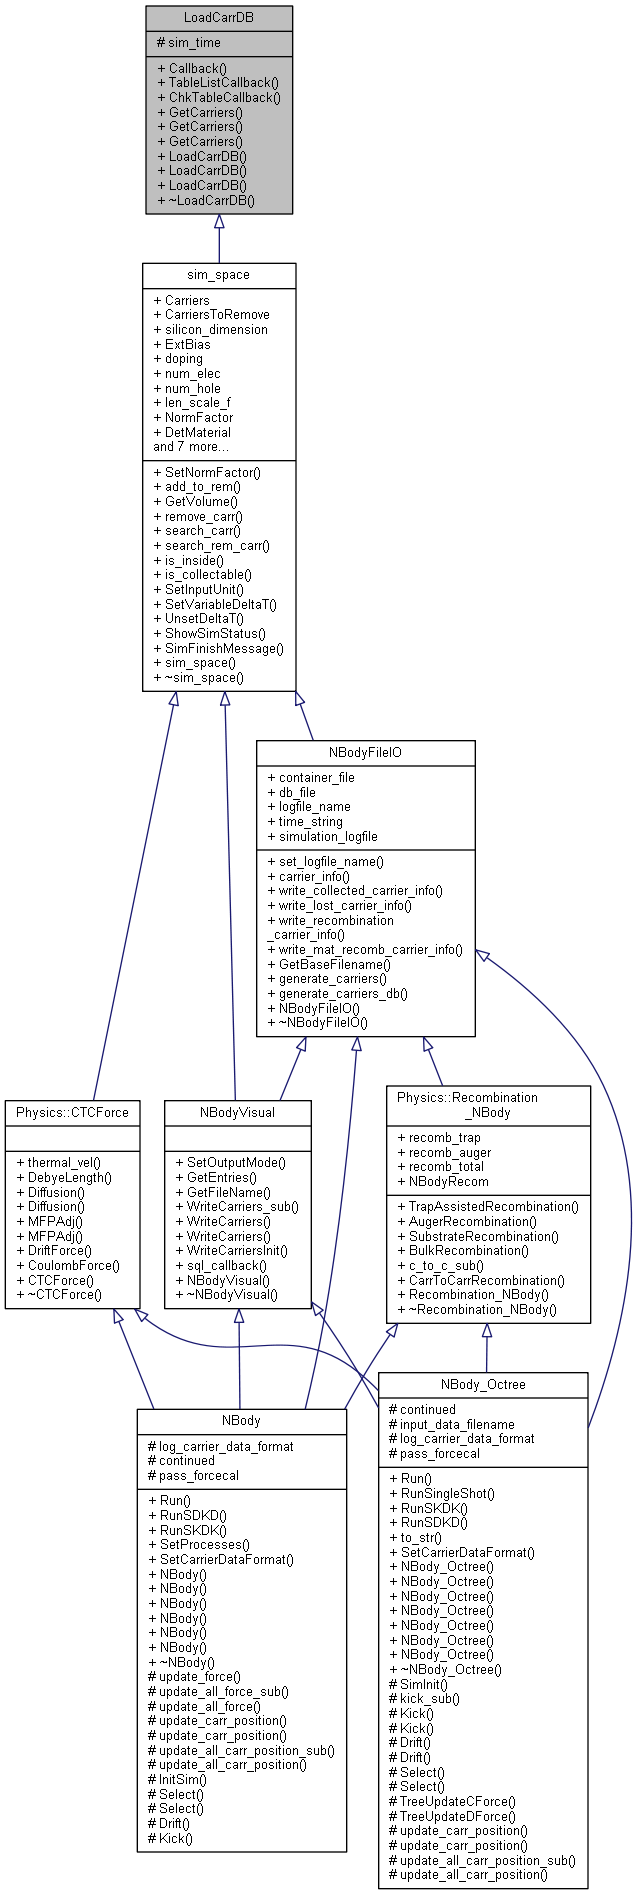 LoadCarrDB
# sim_time
+ Callback()
+ TableListCallback()
+ ChkTableCallback()
+ GetCarriers()
+ GetCarriers()
+ GetCarriers()
+ LoadCarrDB()
+ LoadCarrDB()
+ LoadCarrDB()
+ ~LoadCarrDB()
sim_space
+ Carriers
+ CarriersToRemove
+ silicon_dimension
+ ExtBias
+ doping
+ num_elec
+ num_hole
+ len_scale_f
+ NormFactor
+ DetMaterial
and 7 more...
+ SetNormFactor()
+ add_to_rem()
+ GetVolume()
+ remove_carr()
+ search_carr()
+ search_rem_carr()
+ is_inside()
+ is_collectable()
+ SetInputUnit()
+ SetVariableDeltaT()
+ UnsetDeltaT()
+ ShowSimStatus()
+ SimFinishMessage()
+ sim_space()
+ ~sim_space()
NBodyFileIO
+ container_file
+ db_file
+ logfile_name
+ time_string
+ simulation_logfile
+ set_logfile_name()
+ carrier_info()
+ write_collected_carrier_info()
+ write_lost_carrier_info()
+ write_recombination
_carrier_info()
+ write_mat_recomb_carrier_info()
+ GetBaseFilename()
+ generate_carriers()
+ generate_carriers_db()
+ NBodyFileIO()
+ ~NBodyFileIO()
Physics::CTCForce
+ thermal_vel()
+ DebyeLength()
+ Diffusion()
+ Diffusion()
+ MFPAdj()
+ MFPAdj()
+ DriftForce()
+ CoulombForce()
+ CTCForce()
+ ~CTCForce()
NBodyVisual
+ SetOutputMode()
+ GetEntries()
+ GetFileName()
+ WriteCarriers_sub()
+ WriteCarriers()
+ WriteCarriers()
+ WriteCarriersInit()
+ sql_callback()
+ NBodyVisual()
+ ~NBodyVisual()
Physics::Recombination
_NBody
+ recomb_trap
+ recomb_auger
+ recomb_total
+ NBodyRecom
+ TrapAssistedRecombination()
+ AugerRecombination()
+ SubstrateRecombination()
+ BulkRecombination()
+ c_to_c_sub()
+ CarrToCarrRecombination()
+ Recombination_NBody()
+ ~Recombination_NBody()
NBody
# log_carrier_data_format
# continued
# pass_forcecal
+ Run()
+ RunSDKD()
+ RunSKDK()
+ SetProcesses()
+ SetCarrierDataFormat()
+ NBody()
+ NBody()
+ NBody()
+ NBody()
+ NBody()
+ NBody()
+ ~NBody()
# update_force()
# update_all_force_sub()
# update_all_force()
# update_carr_position()
# update_carr_position()
# update_all_carr_position_sub()
# update_all_carr_position()
# InitSim()
# Select()
# Select()
# Drift()
# Kick()
NBody_Octree
# continued
# input_data_filename
# log_carrier_data_format
# pass_forcecal
+ Run()
+ RunSingleShot()
+ RunSKDK()
+ RunSDKD()
+ to_str()
+ SetCarrierDataFormat()
+ NBody_Octree()
+ NBody_Octree()
+ NBody_Octree()
+ NBody_Octree()
+ NBody_Octree()
+ NBody_Octree()
+ NBody_Octree()
+ ~NBody_Octree()
# SimInit()
# kick_sub()
# Kick()
# Kick()
# Drift()
# Drift()
# Select()
# Select()
# TreeUpdateCForce()
# TreeUpdateDForce()
# update_carr_position()
# update_carr_position()
# update_all_carr_position_sub()
# update_all_carr_position()